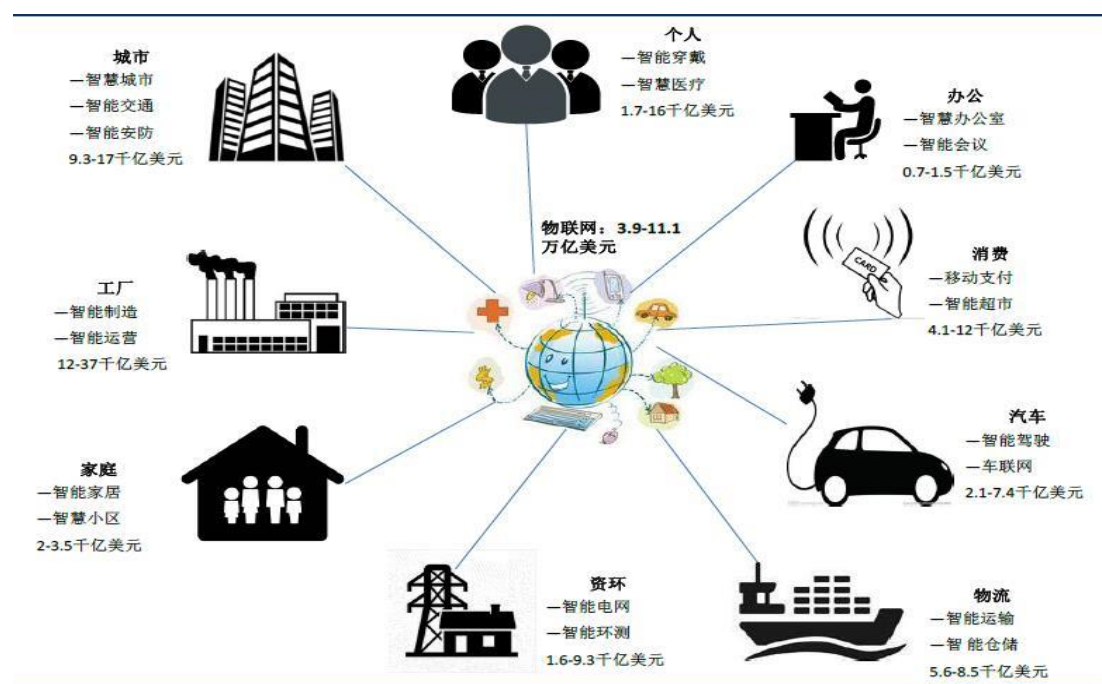 个人
—智能穿戴
—智慧医疗
1.7-16千亿美元
城市
—智慧城市
—智能交通
—智能安防
9.3-17千亿美元
办公
—智慧办公室
—智能会议
0.7-1.5千亿美元
物联网：3.9-11.1
万亿美元
CARD
消费
—移动支付
—智能超市
4.1-12千亿美元
工厂
—智能制造
—智能运营
12-37千亿美元
汽车
—智能驾驶
—车联网
2.1-7.4千亿美元
家庭
—智能家居
—智慧小区
2-3.5千亿美元
资环
—智能电网
—智能环测
1.6-9.3千亿美元
物流
—智能运输
—智 能仓储
5.6-8.5千亿美元